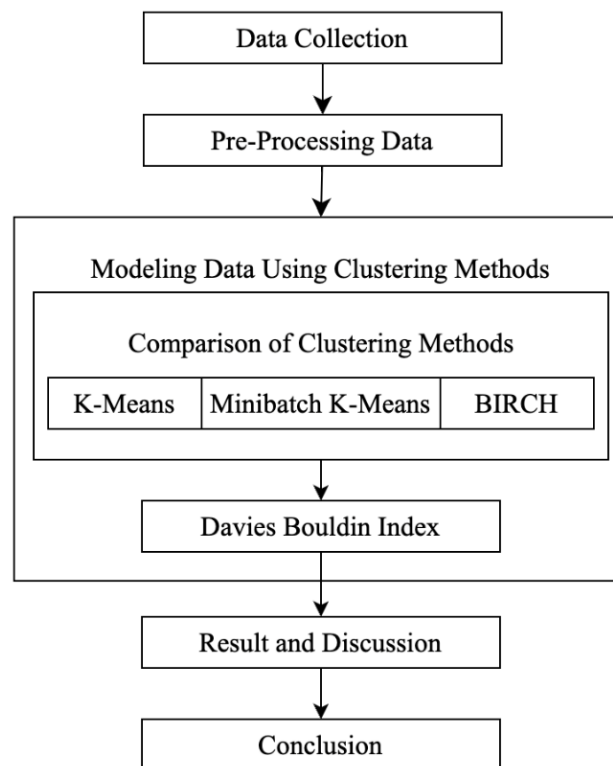 Data Collection
Pre-Processing Data
Modeling Data Using Clustering Methods
Comparison of Clustering Methods
K-Means Minibatch K-Means BIRCH
Davies Bouldin Index
Result and Discussion
Conclusion